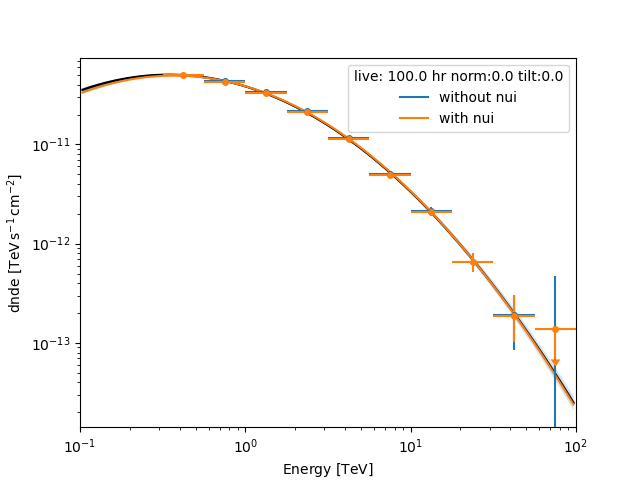 live: 100.0 hr norm:0.0 tilt:0.0
without nui
with nui
dnde [TeV s⁻¹ cm⁻²]
10⁻¹¹
10⁻¹²
10⁻¹³
10⁻¹ 10⁰ 10¹ 10²
Energy [TeV]